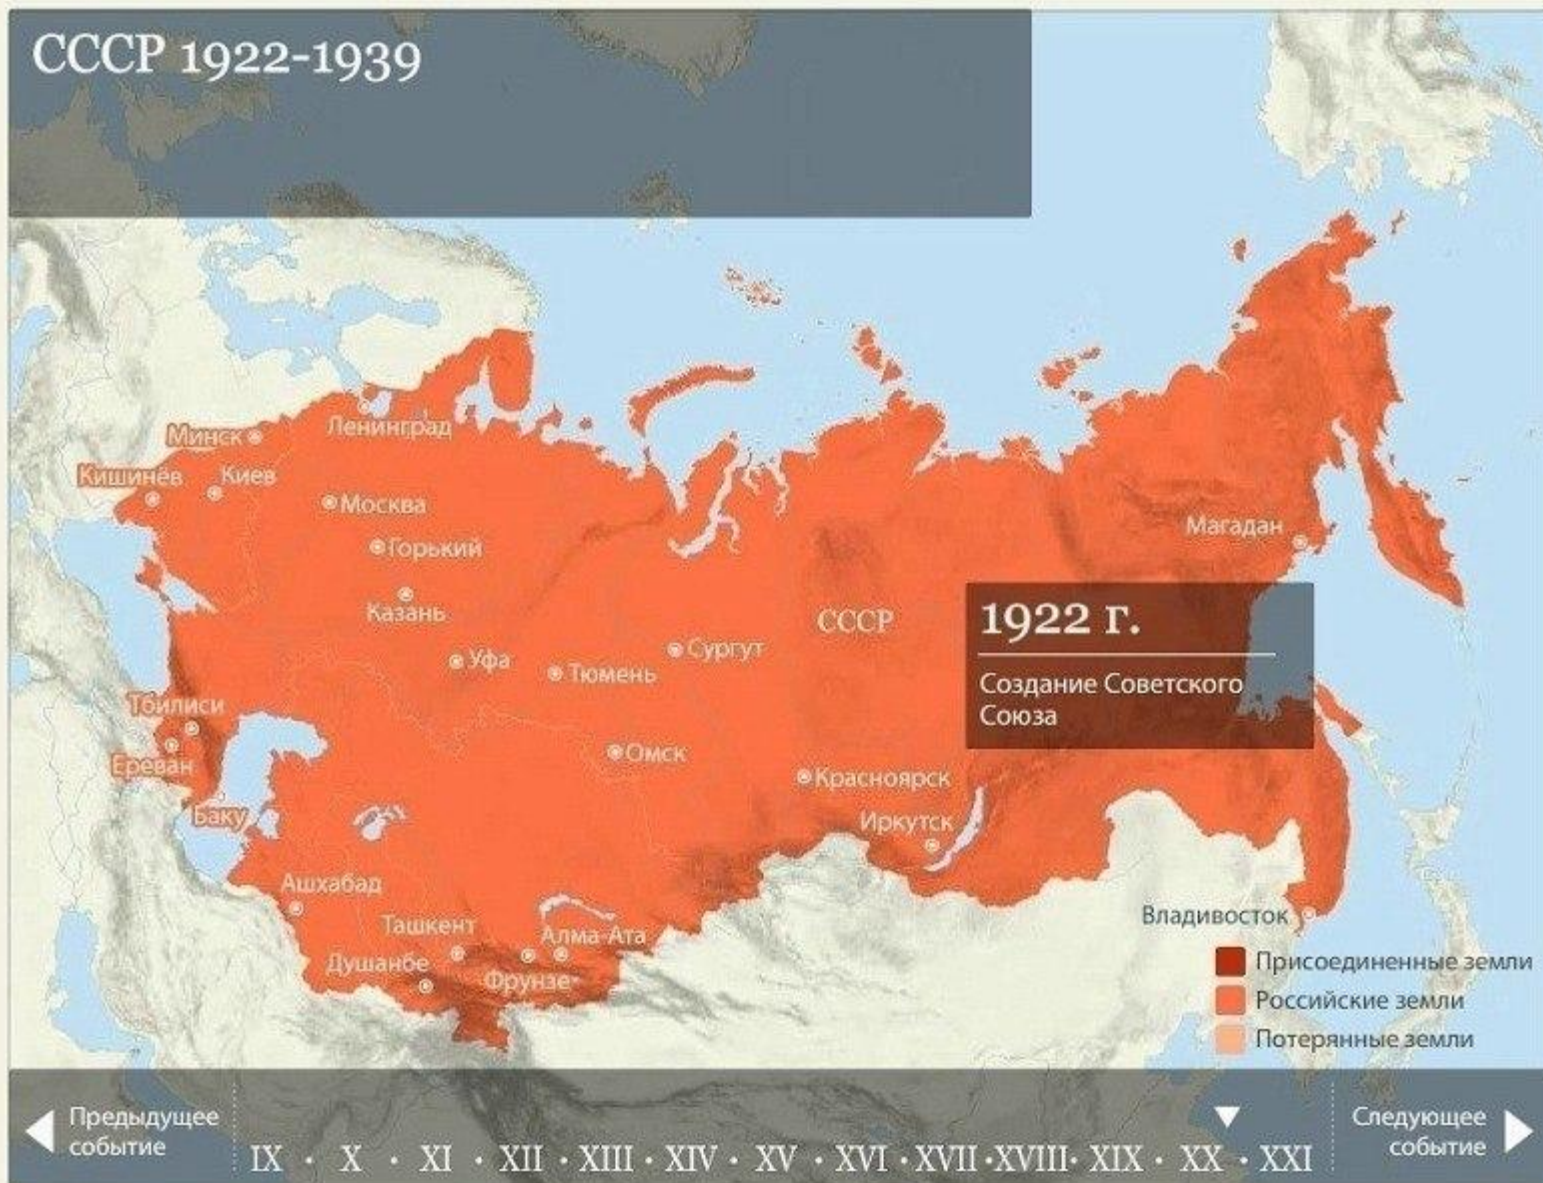 СССР 1922-1939
Ленинград
Минск
Кишинёв
Киев
Москва
Горький
Магадан
Казань
СССР
1922 г.
Создание Советского
Союза
Сургут
Уфа
Тюмень
Тбилиси
Омск
Ереван
Красноярск
Баку
Иркутск
Ашхабад
Ташкент
Алма-Ата
Душанбе
Фрунзе
Владивосток
Присоединенные земли
Российские земли
Потерянные земли
Предыдущее
событие
IX · X · XI · XII · XIII · XIV · XV · XVI · XVII · XVIII · XIX · XX · XXI
Следующее
событие